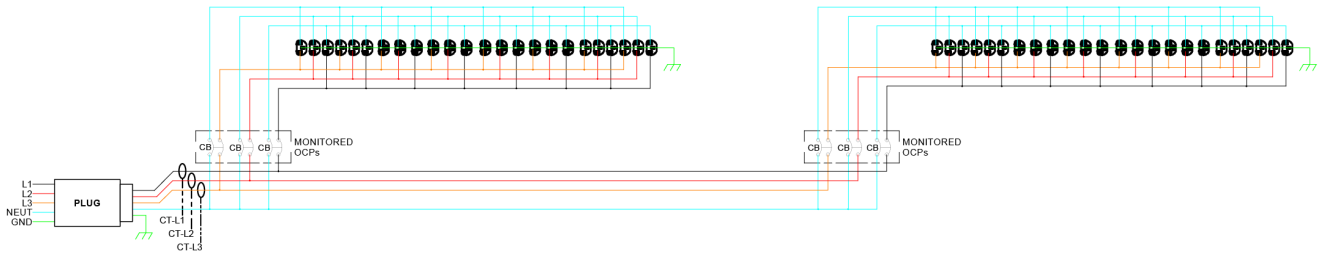 CB
CB
CB
MONITORED
OCPs
CB
CB
CB
MONITORED
OCPs
L1
L2
L3
NEUT
GND
PLUG
CT-L1
CT-L2
CT-L3